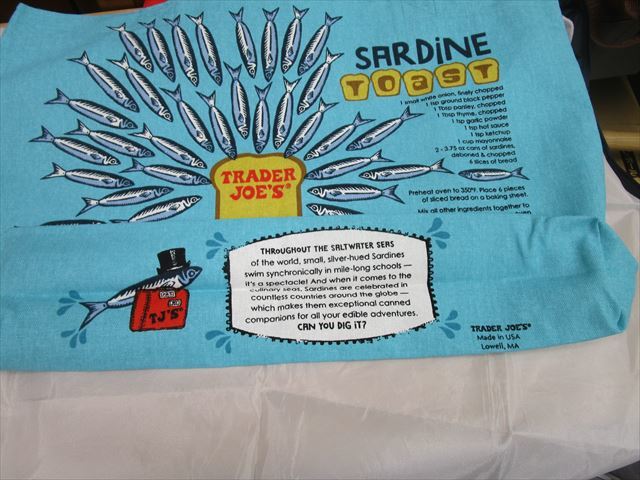 SARDINE
TOAST
1 small white onion, finely chopped
1 tsp ground black pepper
1 Tbsp parsley, chopped
1 Tbsp thyme, chopped
1 tsp garlic powder
1 tsp hot sauce
1 tsp ketchup
1 cup mayonnaise
2 - 3.75 oz cans of sardines,
deboned & chopped
6 slices of bread
Preheat oven to 350°F. Place 6 pieces
of sliced bread on a baking sheet.
Mix all other ingredients together to
TRADER
JOE'S®
THROUGHOUT THE SALTWATER SEAS
of the world, small, silver-hued Sardines
swim synchronically in mile-long schools —
it's a spectacle! And when it comes to the
culinary seas, Sardines are celebrated in
countless countries around the globe —
which makes them exceptional canned
companions for all your edible adventures.
CAN YOU DIG iT?
TJ'S
TRADER JOE'S®
Made in USA
Lowell, MA